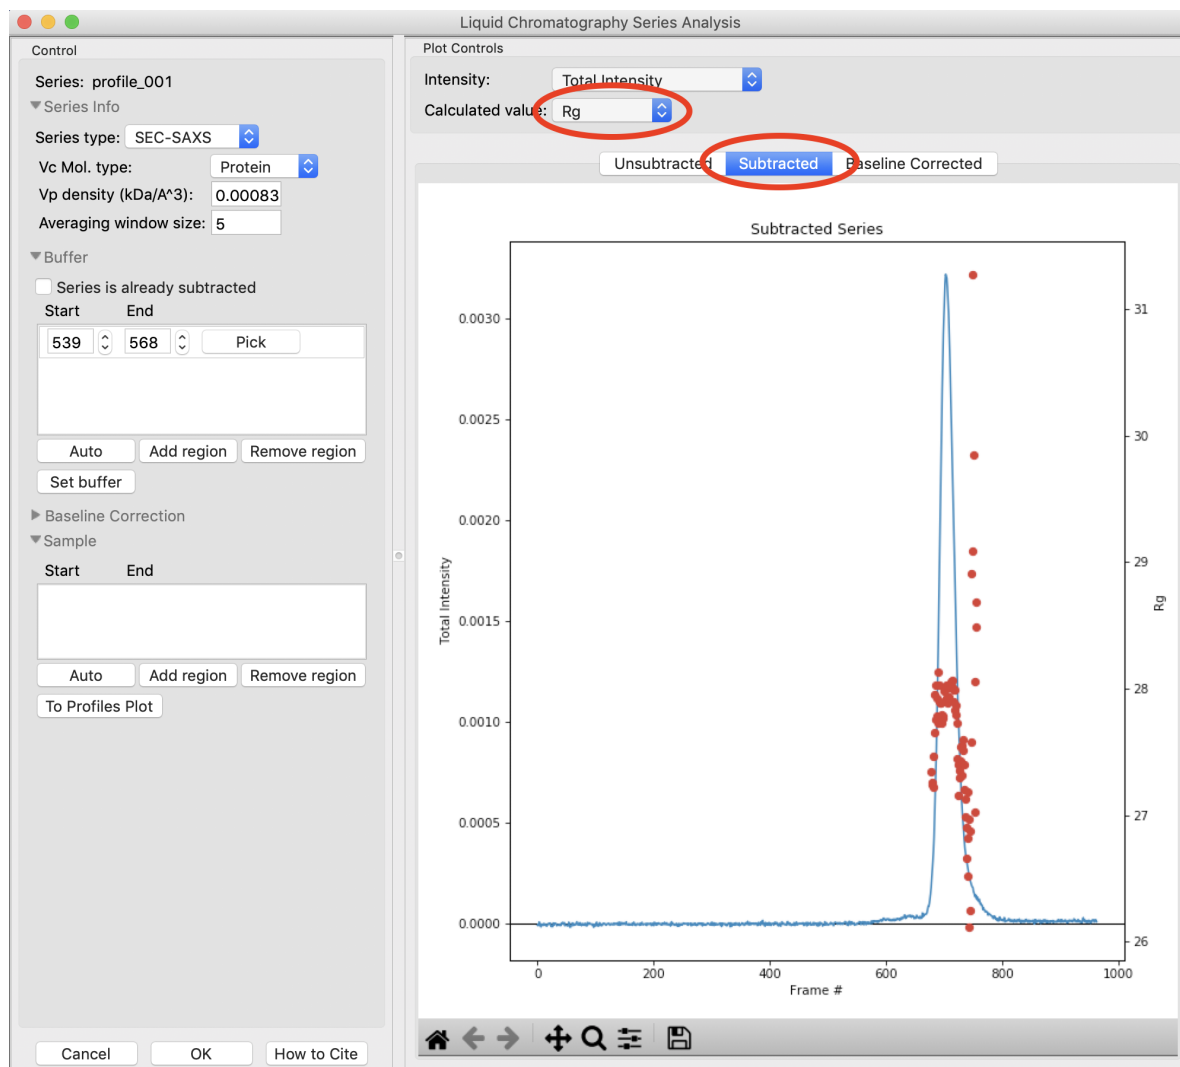 Liquid Chromatography Series Analysis
Control
Series: profile_001
Series Info
Series type: SEC-SAXS
Vc Mol. type: Protein
Vp density (kDa/A^3): 0.00083
Averaging window size: 5
Buffer
Series is already subtracted
Start End
539 568 Pick
Auto Add region Remove region
Set buffer
Baseline Correction
Sample
Start End
Auto Add region Remove region
To Profiles Plot
Cancel OK How to Cite
Plot Controls
Intensity: Total Intensity
Calculated value: Rg
Unsubtracted Subtracted Baseline Corrected
Subtracted Series
0.0030
0.0025
0.0020
0.0015
0.0010
0.0005
0.0000
Total Intensity
31
30
29
28
27
26
Rg
0 200 400 600 800 1000
Frame #